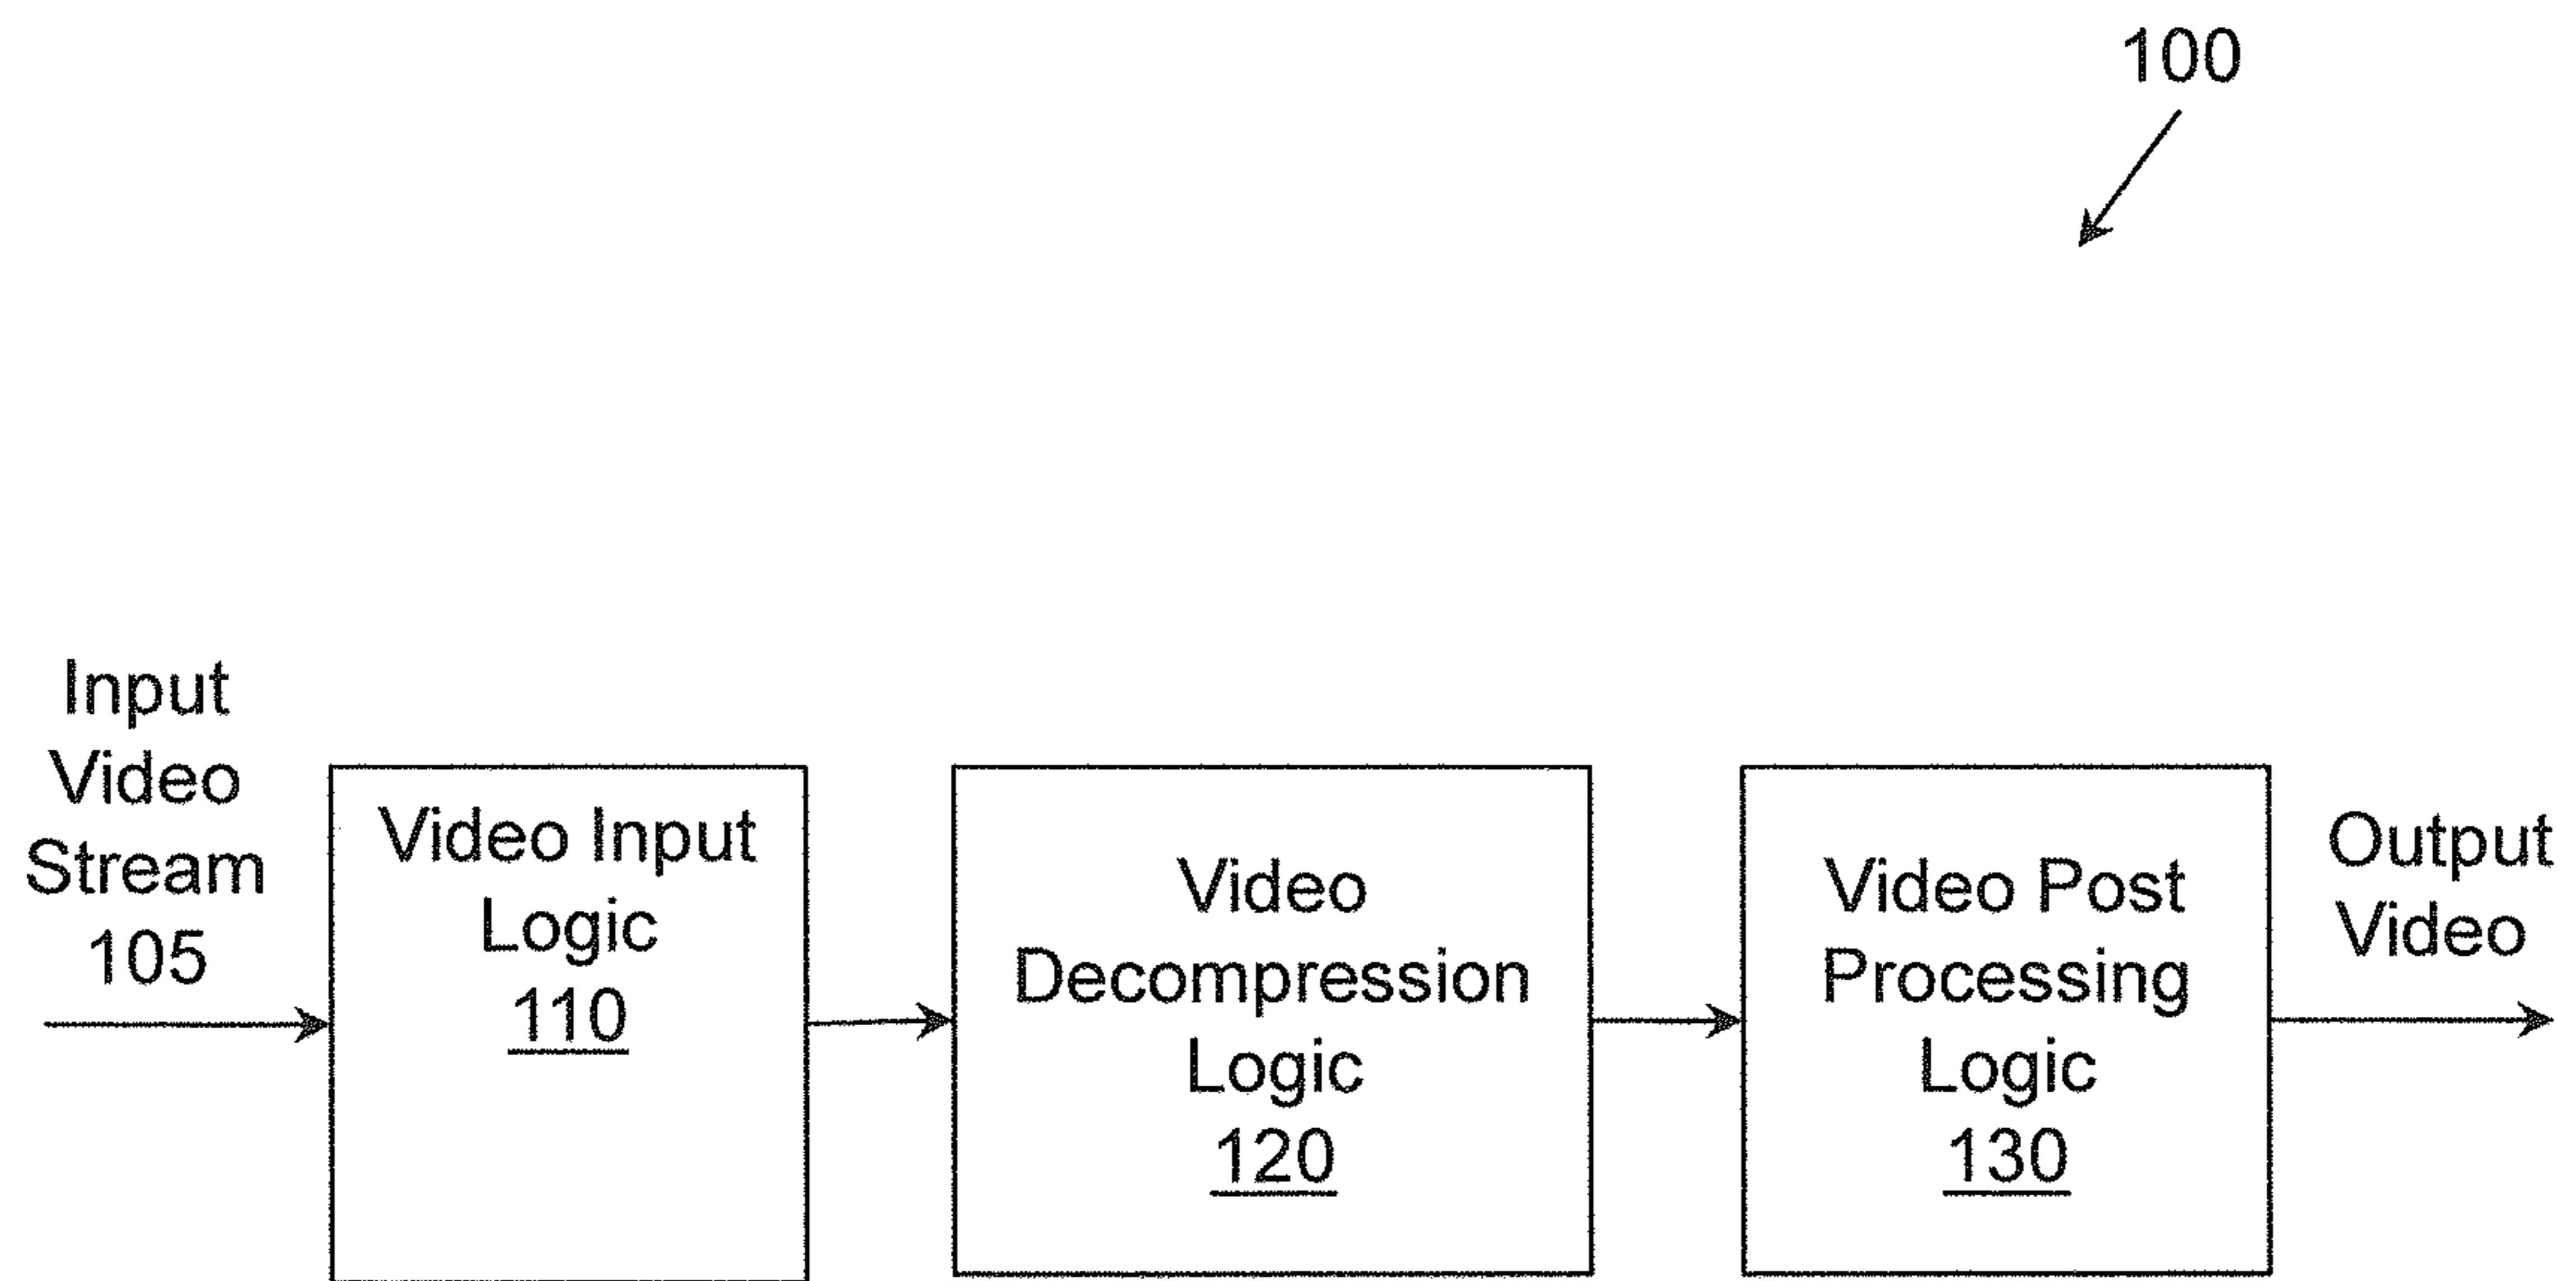 100
Input
Video
Stream
105
Video Input
Logic
110
Video
Decompression
Logic
120
Video Post
Processing
Logic
130
Output
Video